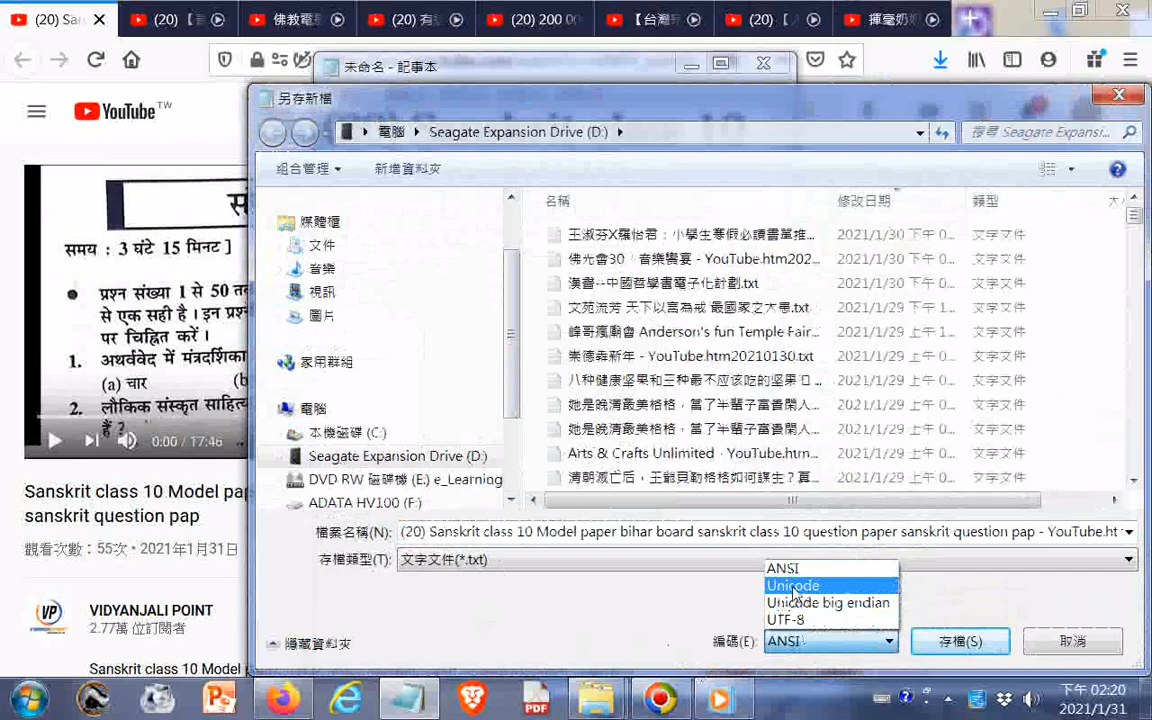 (20) San
(20) 【
佛教電
(20) 有
(20) 200 0
【台灣
(20) 【
揮毫奶
未命名 - 記事本
YouTube TW
另存新檔
電腦 Seagate Expansion Drive (D:)
搜尋 Seagate Expansi...
組合管理 新增資料夾
名稱 修改日期 類型
媒體櫃
文件
音樂
視訊
圖片
家用群組
電腦
本機磁碟 (C:)
Seagate Expansion Drive (D:)
DVD RW 磁碟機 (E:) e_Learning
ADATA HV100 (F:)
王淑芬X羅怡君：小學生寒假必讀書單推... 2021/1/30 下午 0... 文字文件
佛光會30．音樂饗宴 - YouTube.htm202... 2021/1/30 下午 0... 文字文件
漢書--中國哲學書電子化計劃.txt 2021/1/30 下午 0... 文字文件
文苑流芳 天下以言為戒 最國家之大患.txt 2021/1/30 下午 1... 文字文件
峰哥瘋廟會 Anderson's fun Temple Fair... 2021/1/30 上午 0... 文字文件
崇德犇新年 - YouTube.htm20210130.txt 2021/1/30 上午 0... 文字文件
八种健康坚果和三种最不应该吃的坚果... 2021/1/29 上午 0... 文字文件
她是晚清最美格格，當了半輩子富貴閑人... 2021/1/29 上午 0... 文字文件
她是晚清最美格格，當了半輩子富貴閑人... 2021/1/29 上午 0... 文字文件
Arts & Crafts Unlimited - YouTube.htm... 2021/1/29 上午 0... 文字文件
清朝滅亡后，王爺貝勒格格如何謀生？真... 2021/1/29 上午 0... 文字文件
समय : 3 घंटे 15 मिनट ]
प्रश्न संख्या 1 से 50 तक
से एक सही है । इन प्रश्
पर चिह्नित करें ।
1. अथर्ववेद में मंत्रदर्शिका
(a) चार (b
2. लौकिक संस्कृत साहित्य
हैं ?
0:00 / 17:46
Sanskrit class 10 Model pap
sanskrit question pap
觀看次數：55次 • 2021年1月31日
VP
VIDYANJALI POINT
2.77萬 位訂閱者
Sanskrit class 10 Model pap
檔案名稱(N): (20) Sanskrit class 10 Model paper bihar board sanskrit class 10 question paper sanskrit question pap - YouTube.ht
存檔類型(T): 文字文件(*.txt)
ANSI
Unicode
Unicode big endian
UTF-8
隱藏資料夾 編碼(E): ANSI 存檔(S) 取消
PDF
下午 02:20
2021/1/31